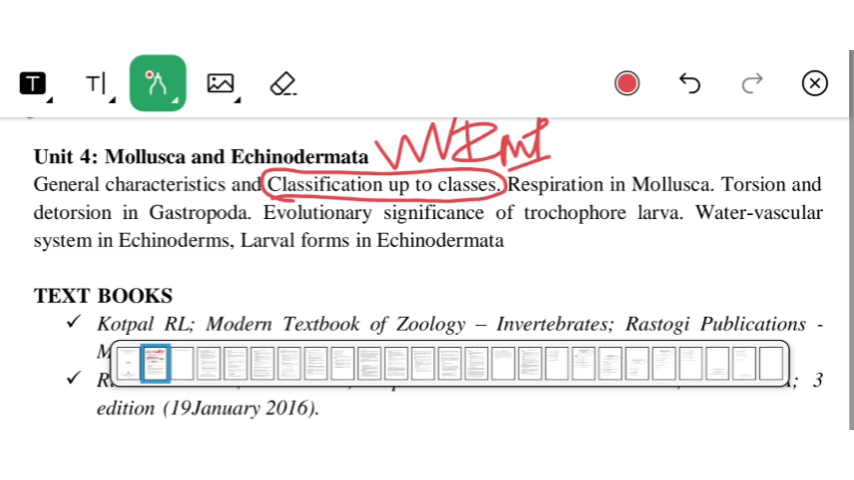 T T|
Unit 4: Mollusca and Echinodermata VVV Imt
General characteristics and Classification up to classes. Respiration in Mollusca. Torsion and
detorsion in Gastropoda. Evolutionary significance of trochophore larva. Water-vascular
system in Echinoderms, Larval forms in Echinodermata
TEXT BOOKS
✓ Kotpal RL; Modern Textbook of Zoology – Invertebrates; Rastogi Publications -
M
✓ R
; 3
edition (19January 2016).